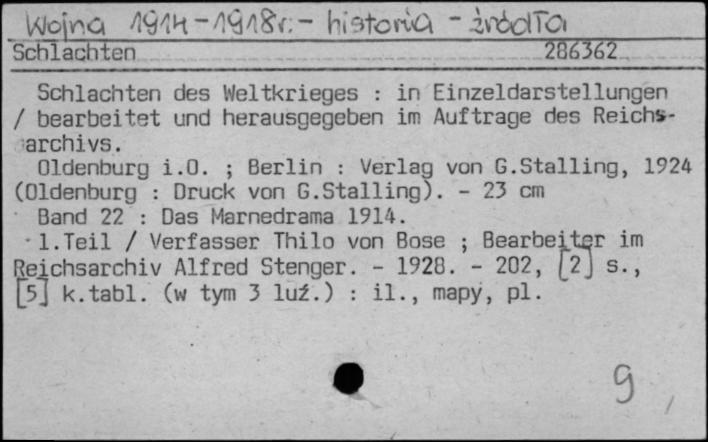 Wojna 1914-1918r.- historia - źródła
Schlachten 286362
Schlachten des Weltkrieges : in Einzeldarstellungen
/ bearbeitet und herausgegeben im Auftrage des Reichs-
archivs.
Oldenburg i.O. ; Berlin : Verlag von G.Stalling, 1924
(Oldenburg : Druck von G.Stalling). - 23 cm
Band 22 : Das Marnedrama 1914.
1.Teil / Verfasser Thilo von Bose ; Bearbeiter im
Reichsarchiv Alfred Stenger. - 1928. - 202, [2] s.,
[5] k.tabl. (w tym 3 luź.) : il., mapy, pl.
9